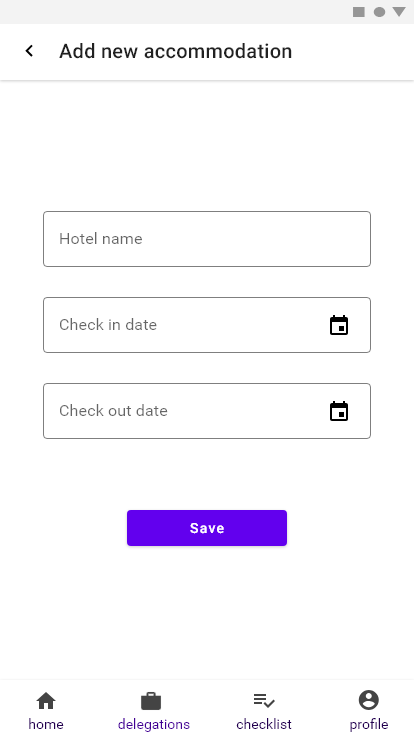 Add new accommodation
Hotel name
Check in date
Check out date
Save
home delegations checklist profile